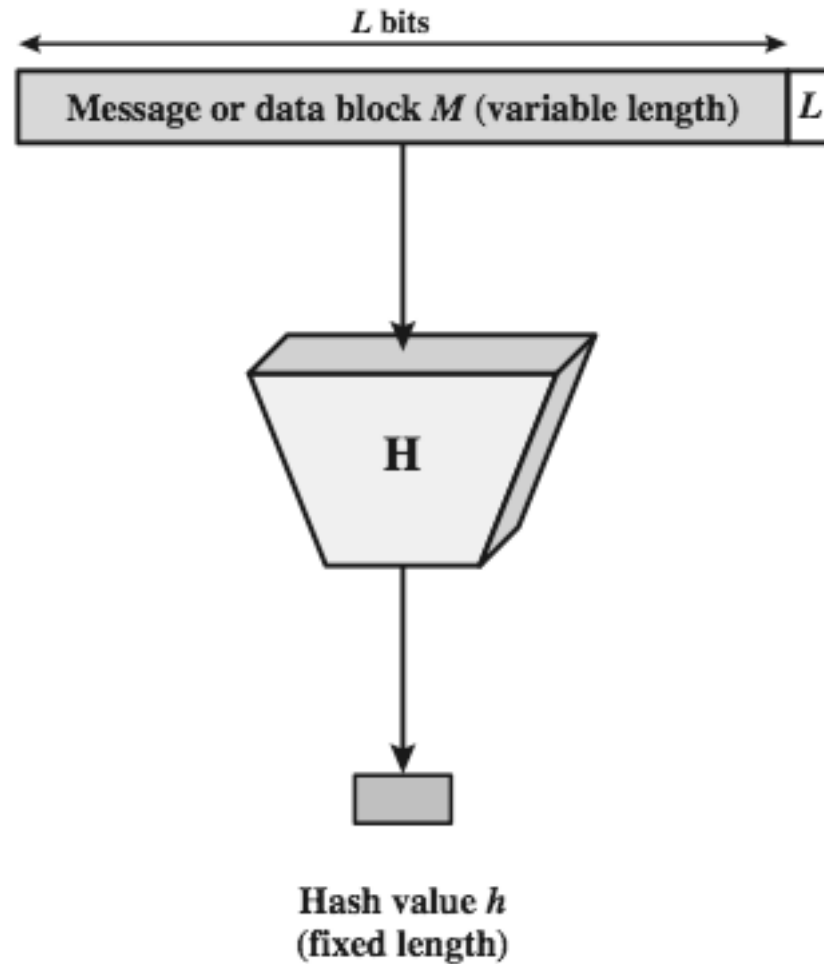 L bits
Message or data block M (variable length) L
H
Hash value h
(fixed length)